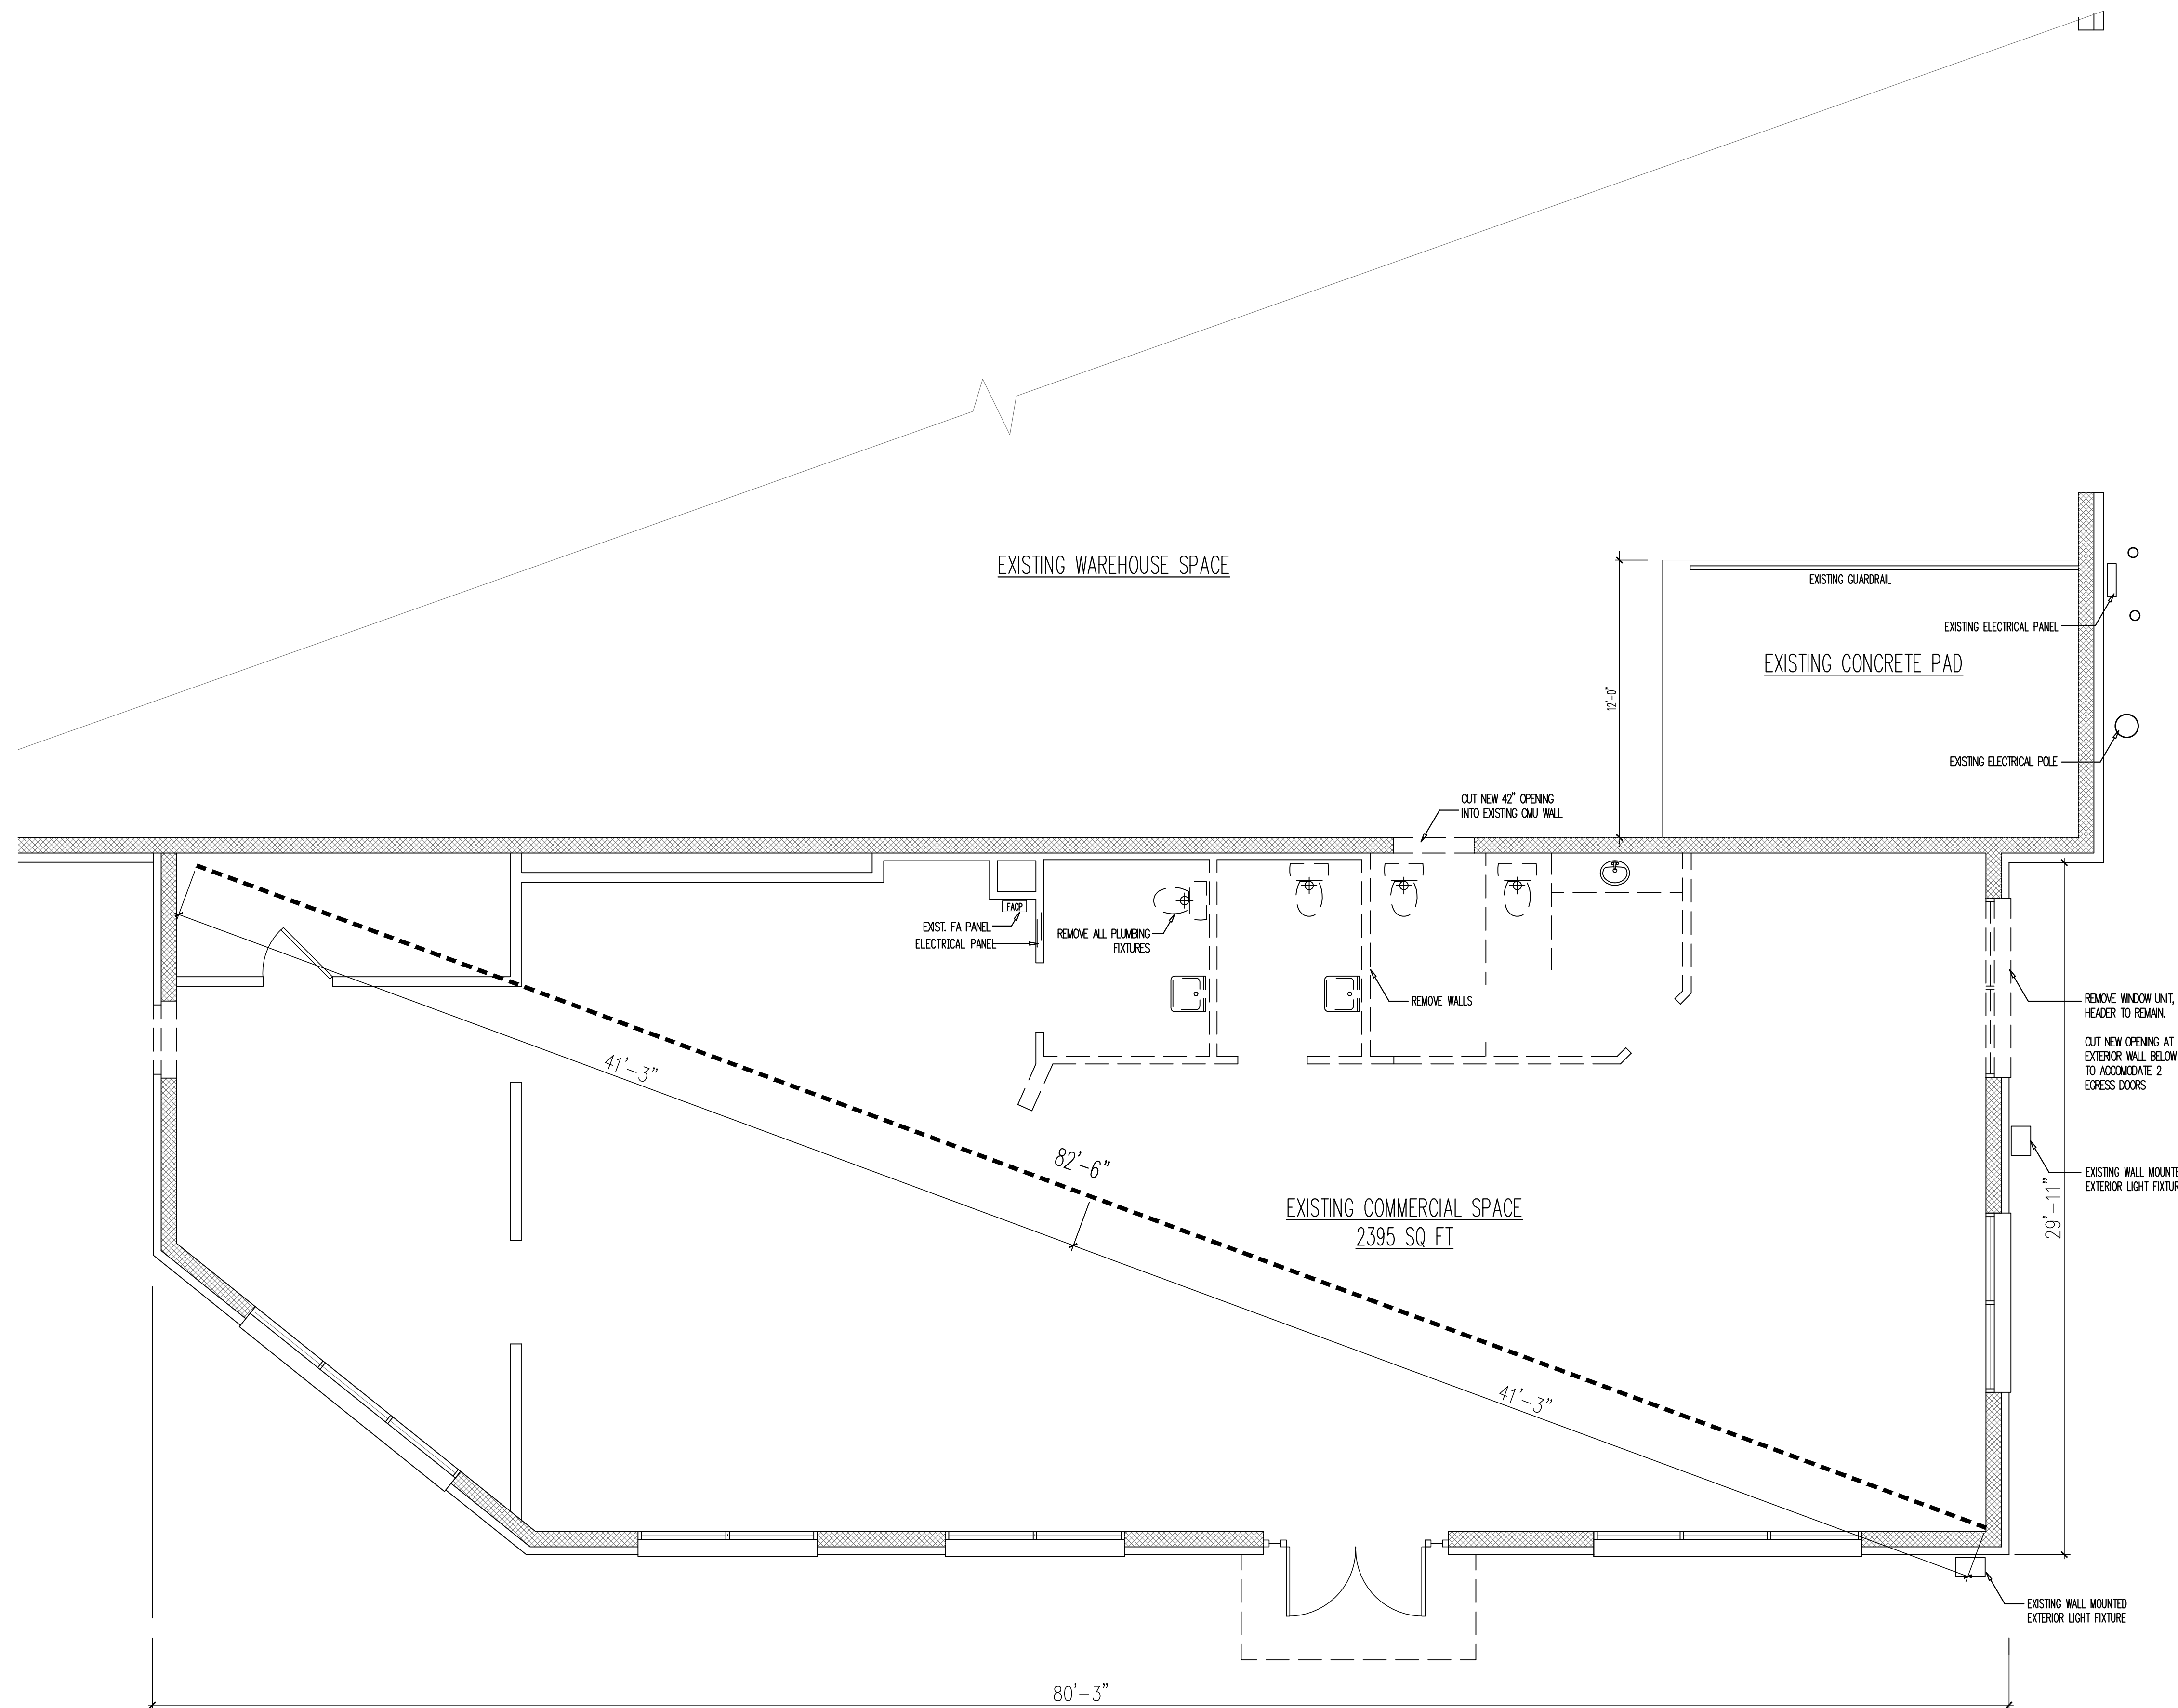 EXISTING WAREHOUSE SPACE
EXISTING GUARDRAIL
EXISTING ELECTRICAL PANEL
EXISTING CONCRETE PAD
12'-0"
EXISTING ELECTRICAL POLE
CUT NEW 42" OPENING
INTO EXISTING CMU WALL
FACP
EXIST. FA PANEL
ELECTRICAL PANEL
REMOVE ALL PLUMBING
FIXTURES
REMOVE WALLS
REMOVE WINDOW UNIT,
HEADER TO REMAIN.
CUT NEW OPENING AT
EXTERIOR WALL BELOW
TO ACCOMODATE 2
EGRESS DOORS
41'-3"
82'-6"
EXISTING WALL MOUNTE
EXTERIOR LIGHT FIXTUR
29'-11"
EXISTING COMMERCIAL SPACE
2395 SQ FT
41'-3"
EXISTING WALL MOUNTED
EXTERIOR LIGHT FIXTURE
80'-3"